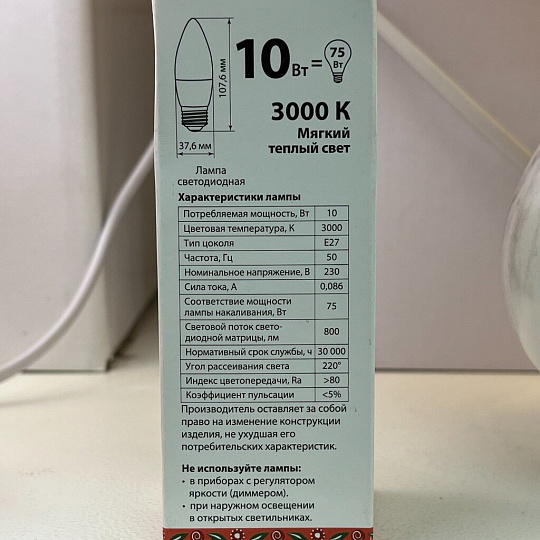 10 Вт = 75 Вт
107,6 мм
3000 К
Мягкий
теплый свет
37,6 мм
Лампа
светодиодная
Характеристики лампы
Потребляемая мощность, Вт 10
Цветовая температура, К 3000
Тип цоколя E27
Частота, Гц 50
Номинальное напряжение, В 230
Сила тока, А 0,086
Соответствие мощности
лампы накаливания, Вт 75
Световой поток свето-
диодной матрицы, лм 800
Нормативный срок службы, ч 30 000
Угол рассеивания света 220°
Индекс цветопередачи, Ra >80
Коэффициент пульсации <5%
Производитель оставляет за собой
право на изменение конструкции
изделия, не ухудшая его
потребительских характеристик.
Не используйте лампы:
• в приборах с регулятором
яркости (диммером).
• при наружном освещении
в открытых светильниках.